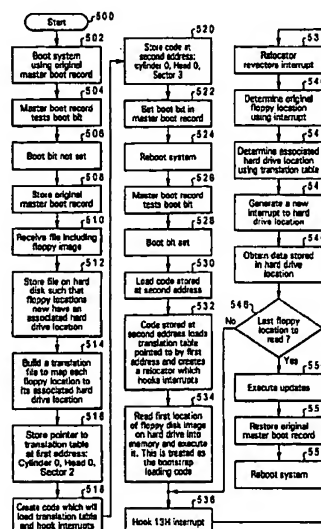 Start
500
502
Boot system
using original
master boot record
504
Master boot record
tests boot bit
506
Boot bit not set
508
Store original
master boot record
510
Receive file including
floppy image
512
Store file on hard
disk such that
floppy locations
now have an
associated hard
drive location
514
Build a translation
file to map each
floppy location to
its associated hard
drive location
516
Store pointer to
translation table
at first address:
Cylinder 0, Head 0,
Sector 2
518
Create code which will
load translation table
and hook interrupts
520
Store code at
second address:
cylinder 0, Head 0,
Sector 3
522
Set boot bit in
master boot record
524
Reboot system
526
Master boot record
tests boot bit
528
Boot bit set
530
Load code stored
at second address
532
Code stored at
second address loads
translation table
pointed to by first
address and creates
a relocator which
hooks interrupts
534
Read first location
of floppy disk image
on hard drive into
memory and execute
it. This is treated
as the bootstrap
loading code
536
Hook 13H interrupt
53
Relocator
revectors interrupt
54
Determine original
floppy location
using interrupt
54
Determine associated
hard drive location
using translation table
54
Generate a new
interrupt to hard
drive location
54
Obtain data stored
in hard drive
location
548
No
Last floppy
location to
read ?
Yes
55
Execute updates
55
Restore original
master boot record
55
Reboot system